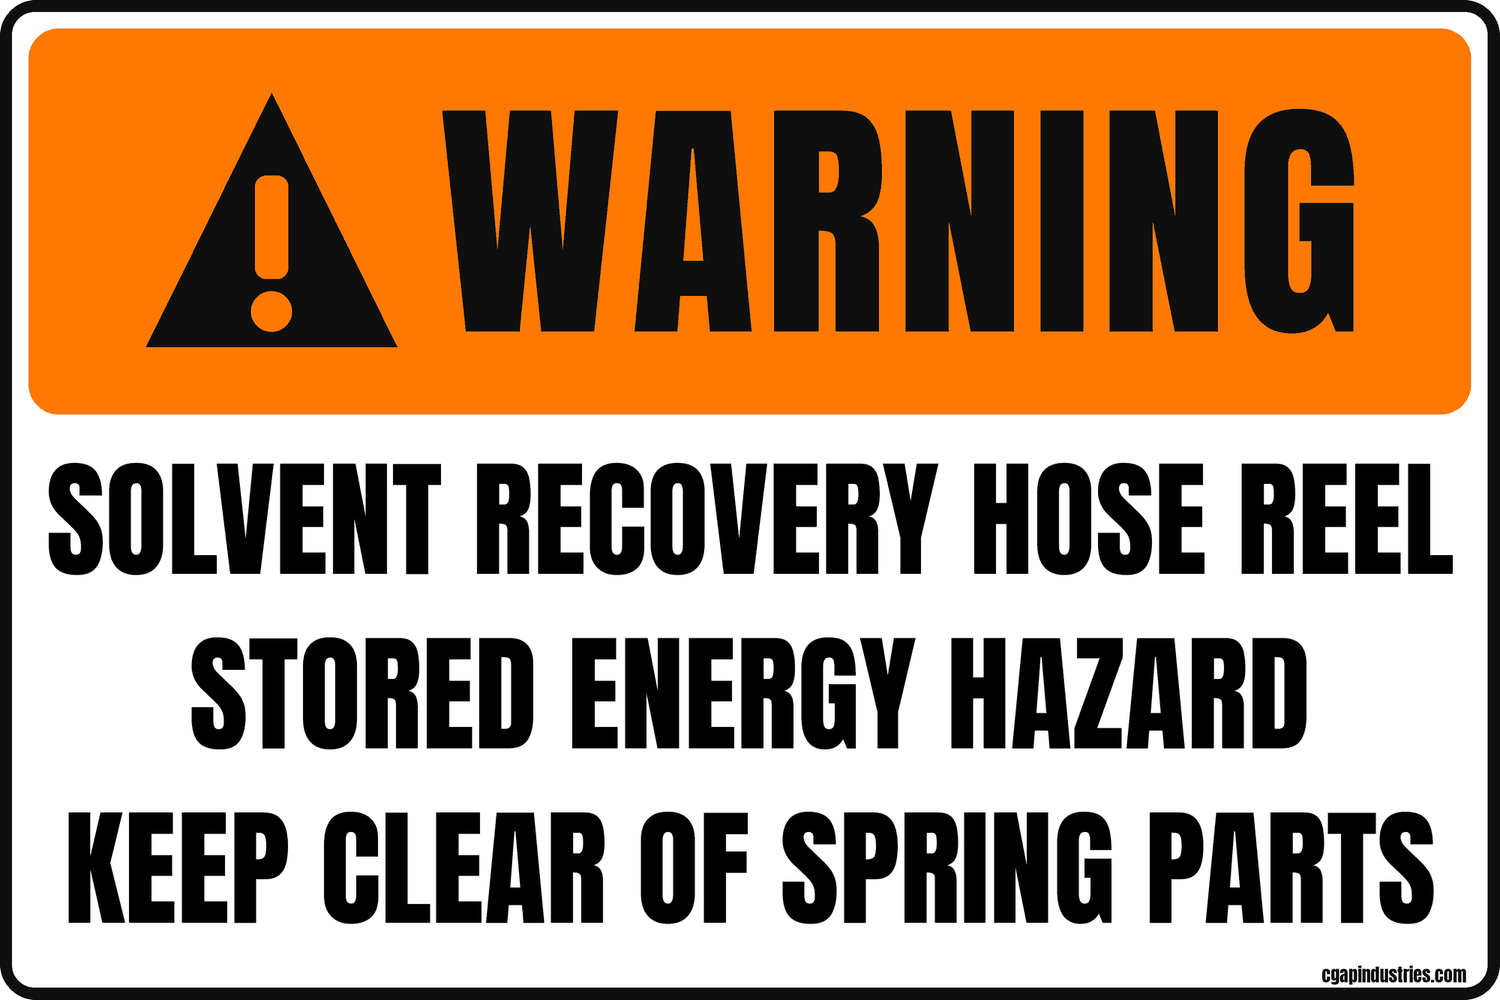 WARNING
SOLVENT RECOVERY HOSE REEL
STORED ENERGY HAZARD
KEEP CLEAR OF SPRING PARTS
cgapindustries.com